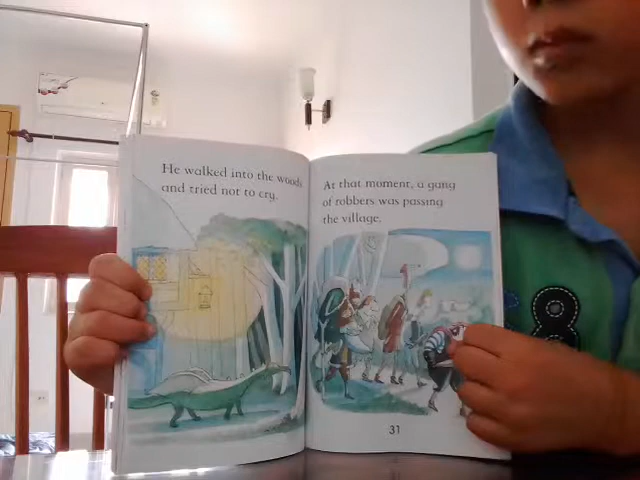 He walked into the woods
and tried not to cry.
At that moment, a gang
of robbers was passing
the village.
31
8